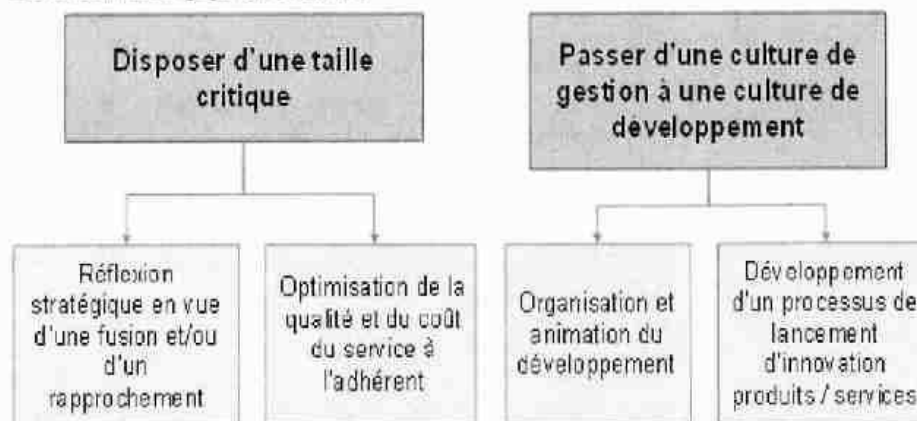 Disposer d'une taille
critique
Passer d'une culture de
gestion à une culture de
développement
Réflexion
stratégique en vue
d'une fusion et/ou
d'un
rapprochement
Optimisation de la
qualité et du coût
du service à
l'adhérent
Organisation et
animation du
développement
Développement
d'un processus de
lancement
d'innovation
produits / services